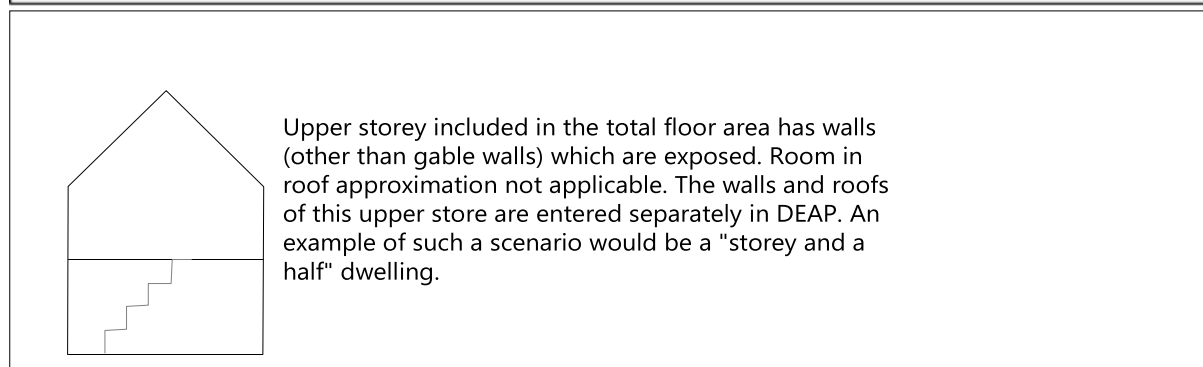 Upper storey included in the total floor area has walls
(other than gable walls) which are exposed. Room in
roof approximation not applicable. The walls and roofs
of this upper store are entered separately in DEAP. An
example of such a scenario would be a "storey and a
half" dwelling.